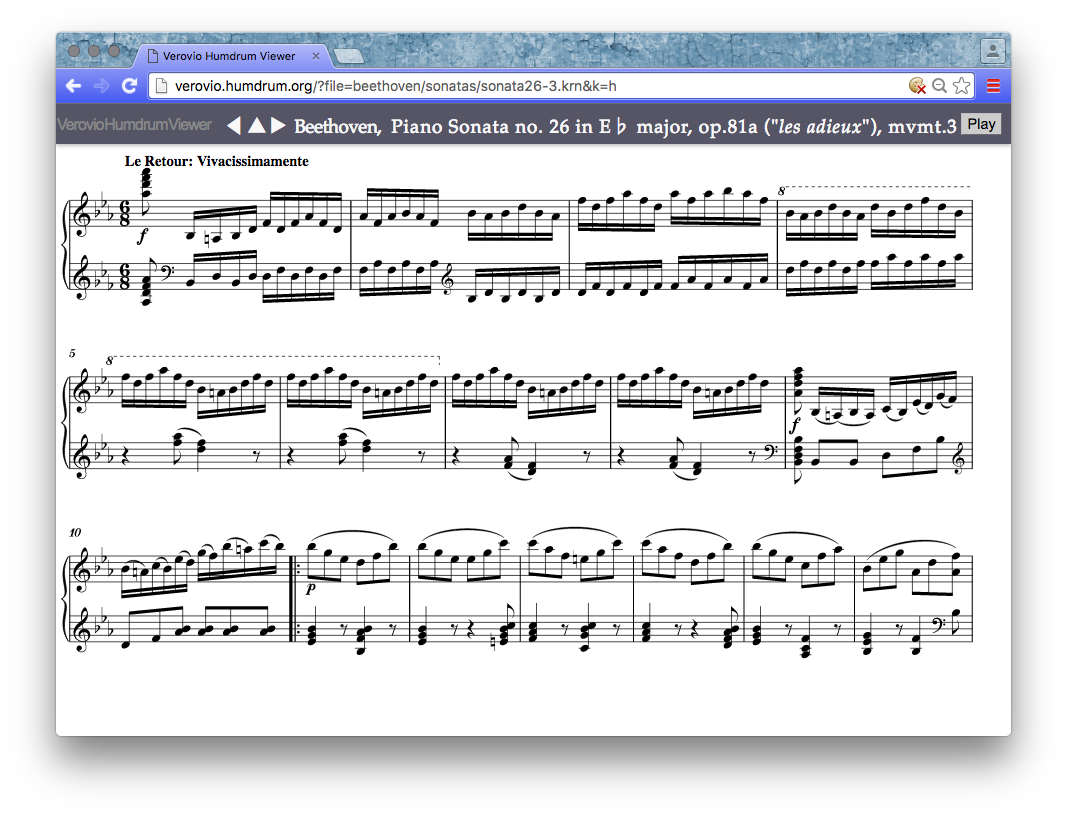 Verovio Humdrum Viewer
verovio.humdrum.org/?file=beethoven/sonatas/sonata26-3.krn&k=h
VerovioHumdrumViewer
Beethoven, Piano Sonata no. 26 in E♭ major, op.81a ("les adieux"), mvmt.3
Play
Le Retour: Vivacissimamente
6
8
f
6
8
8
5
8
f
10
p